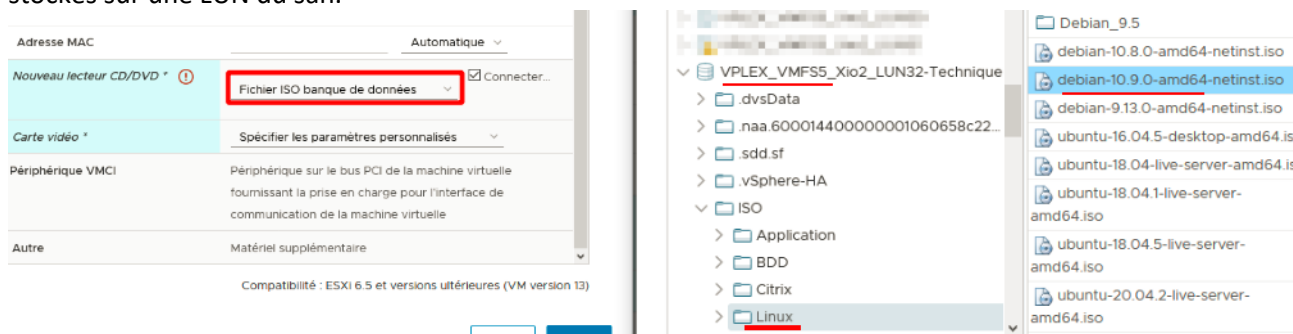 stockés sur une LUN du san.
Adresse MAC
Automatique
Nouveau lecteur CD/DVD *
Fichier ISO banque de données
Connecter...
Carte vidéo *
Spécifier les paramètres personnalisés
Périphérique VMCI
Périphérique sur le bus PCI de la machine virtuelle
fournissant la prise en charge pour l'interface de
communication de la machine virtuelle
Autre
Matériel supplémentaire
Compatibilité : ESXi 6.5 et versions ultérieures (VM version 13)
VPLEX_VMFS5_Xio2_LUN32-Technique
.dvsData
.naa.600014400000001060658c22...
.sdd.sf
.vSphere-HA
ISO
Application
BDD
Citrix
Linux
Debian_9.5
debian-10.8.0-amd64-netinst.iso
debian-10.9.0-amd64-netinst.iso
debian-9.13.0-amd64-netinst.iso
ubuntu-16.04.5-desktop-amd64.is
ubuntu-18.04-live-server-amd64.is
ubuntu-18.04.1-live-server-
amd64.iso
ubuntu-18.04.5-live-server-
amd64.iso
ubuntu-20.04.2-live-server-
amd64.iso